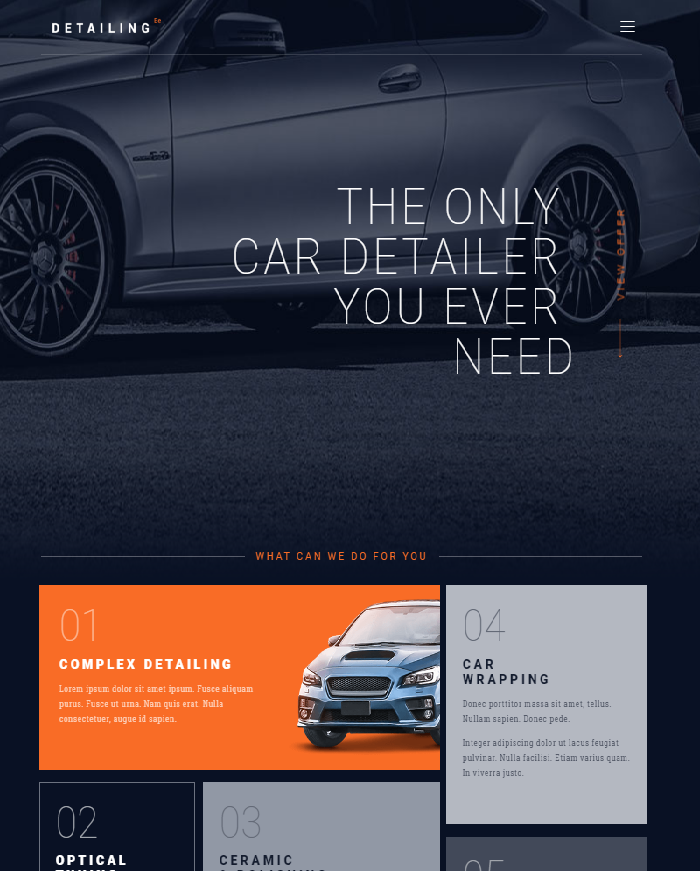 DETAILING
THE ONLY
CAR DETAILER
YOU EVER
NEED
VIEW OFFER
WHAT CAN WE DO FOR YOU
01
COMPLEX DETAILING
Lorem ipsum dolor sit amet ipsum. Fusce aliquam
purus. Fusce ut urna. Nam quis erat. Nulla
consectetuer, augue id sapien.
04
CAR
WRAPPING
Donec porttitor massa sit amet, tellus.
Nullam sapien. Donec pede.
Integer adipiscing dolor ut lacus feugiat
pulvinar. Nulla facilisi. Etiam varius quam.
In viverra justo.
02
OPTICAL
03
CERAMIC
05